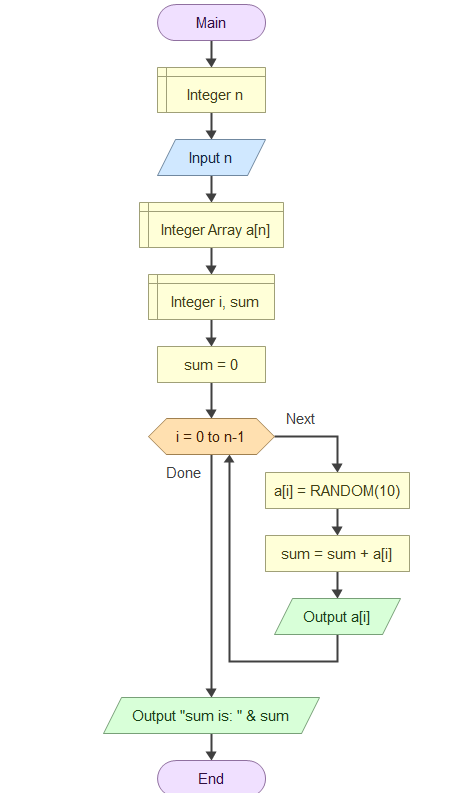 Main
Integer n
Input n
Integer Array a[n]
Integer i, sum
sum = 0
i = 0 to n-1
Next
Done
a[i] = RANDOM(10)
sum = sum + a[i]
Output a[i]
Output "sum is: " & sum
End